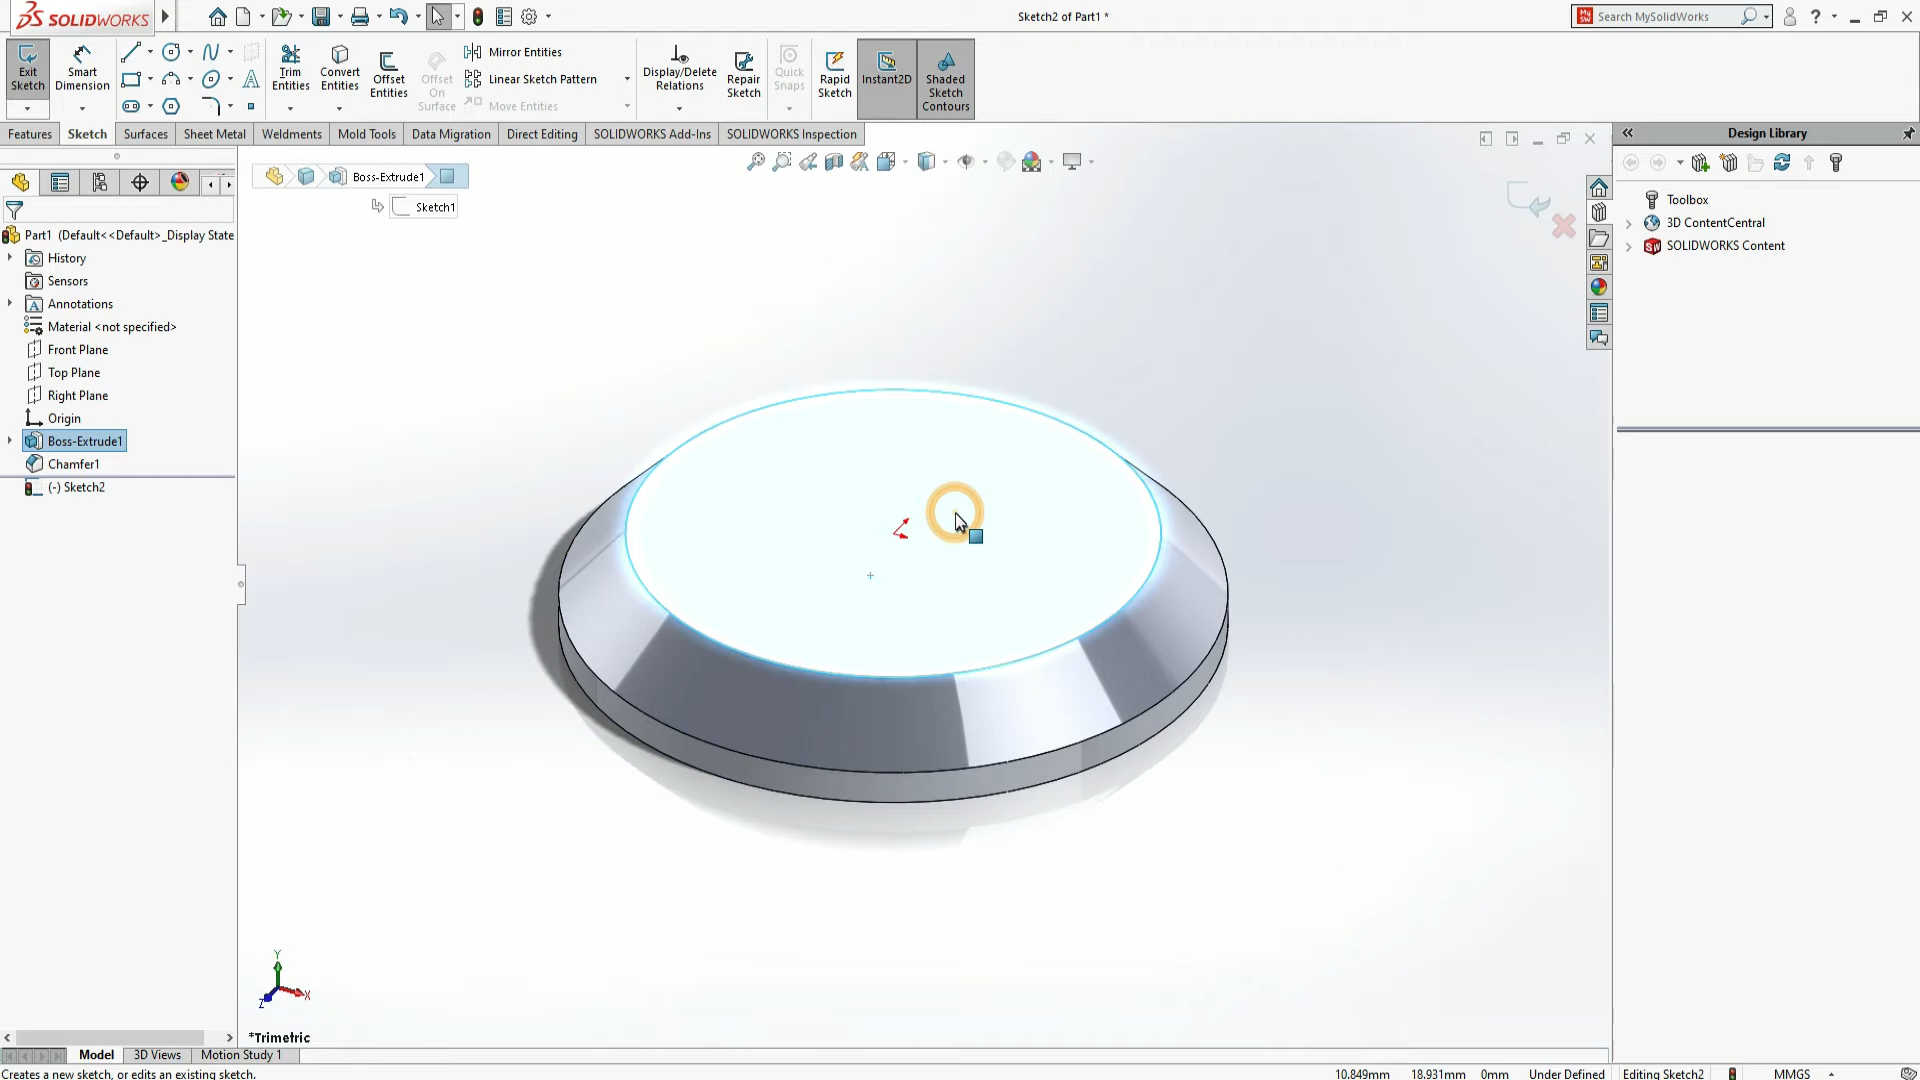 SOLIDWORKS
Sketch2 of Part1 *
Search MySolidWorks
Exit Sketch
Smart Dimension
Trim Entities
Convert Entities
Offset Entities
Offset On Surface
Mirror Entities
Linear Sketch Pattern
Move Entities
Display/Delete Relations
Repair Sketch
Quick Snaps
Rapid Sketch
Instant2D
Shaded Sketch Contours
Features
Sketch
Surfaces
Sheet Metal
Weldments
Mold Tools
Data Migration
Direct Editing
SOLIDWORKS Add-Ins
SOLIDWORKS Inspection
Design Library
Boss-Extrude1
Sketch1
Toolbox
3D ContentCentral
SOLIDWORKS Content
Part1 (Default<<Default>_Display State
History
Sensors
Annotations
Material <not specified>
Front Plane
Top Plane
Right Plane
Origin
Boss-Extrude1
Chamfer1
(-) Sketch2
Y
X
Z
*Trimetric
Model
3D Views
Motion Study 1
Creates a new sketch, or edits an existing sketch.
10.849mm
18.931mm
0mm
Under Defined
Editing Sketch2
MMGS